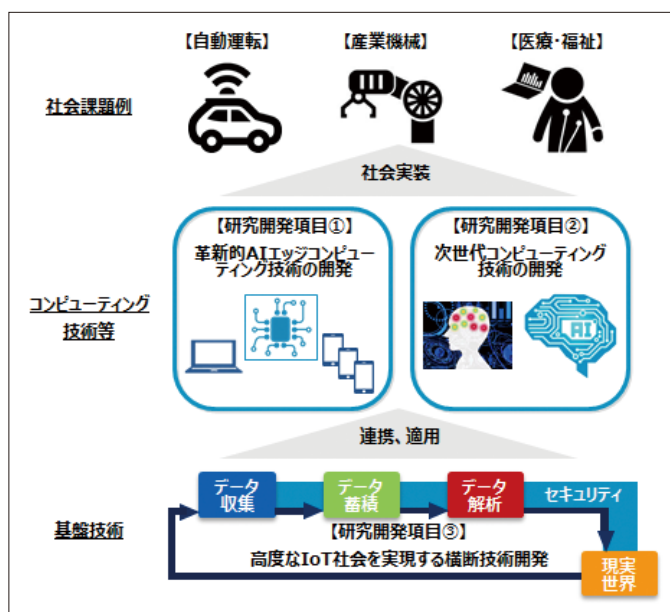 【自動運転】
【産業機械】
【医療・福祉】
社会課題例
社会実装
【研究開発項目①】
革新的AIエッジコンピュー
ティング技術の開発
【研究開発項目②】
次世代コンピューティング
技術の開発
AI
コンピューティング
技術等
連携、適用
データ
収集
データ
蓄積
データ
解析
セキュリティ
基盤技術
【研究開発項目③】
高度なIoT社会を実現する横断技術開発
現実
世界